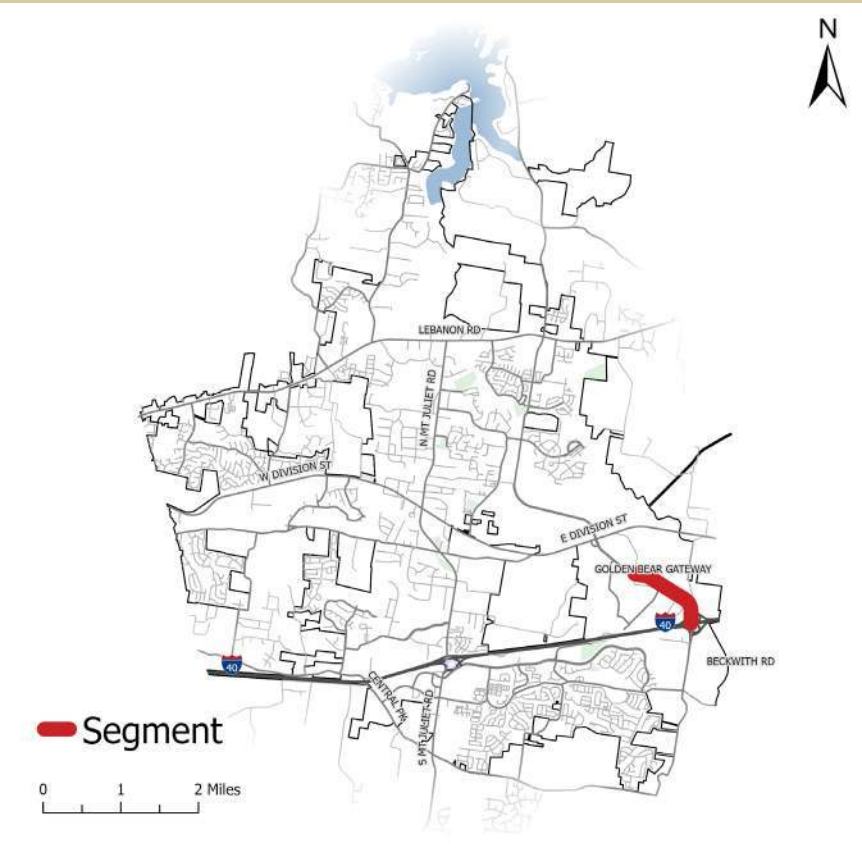 N
LEBANON RD
N MT JULIET RD
W DIVISION ST
E DIVISION ST
GOLDEN BEAR GATEWAY
40
BECKWITH RD
40
CENTRAL PK
S MT JULIET RD
Segment
0 1 2 Miles